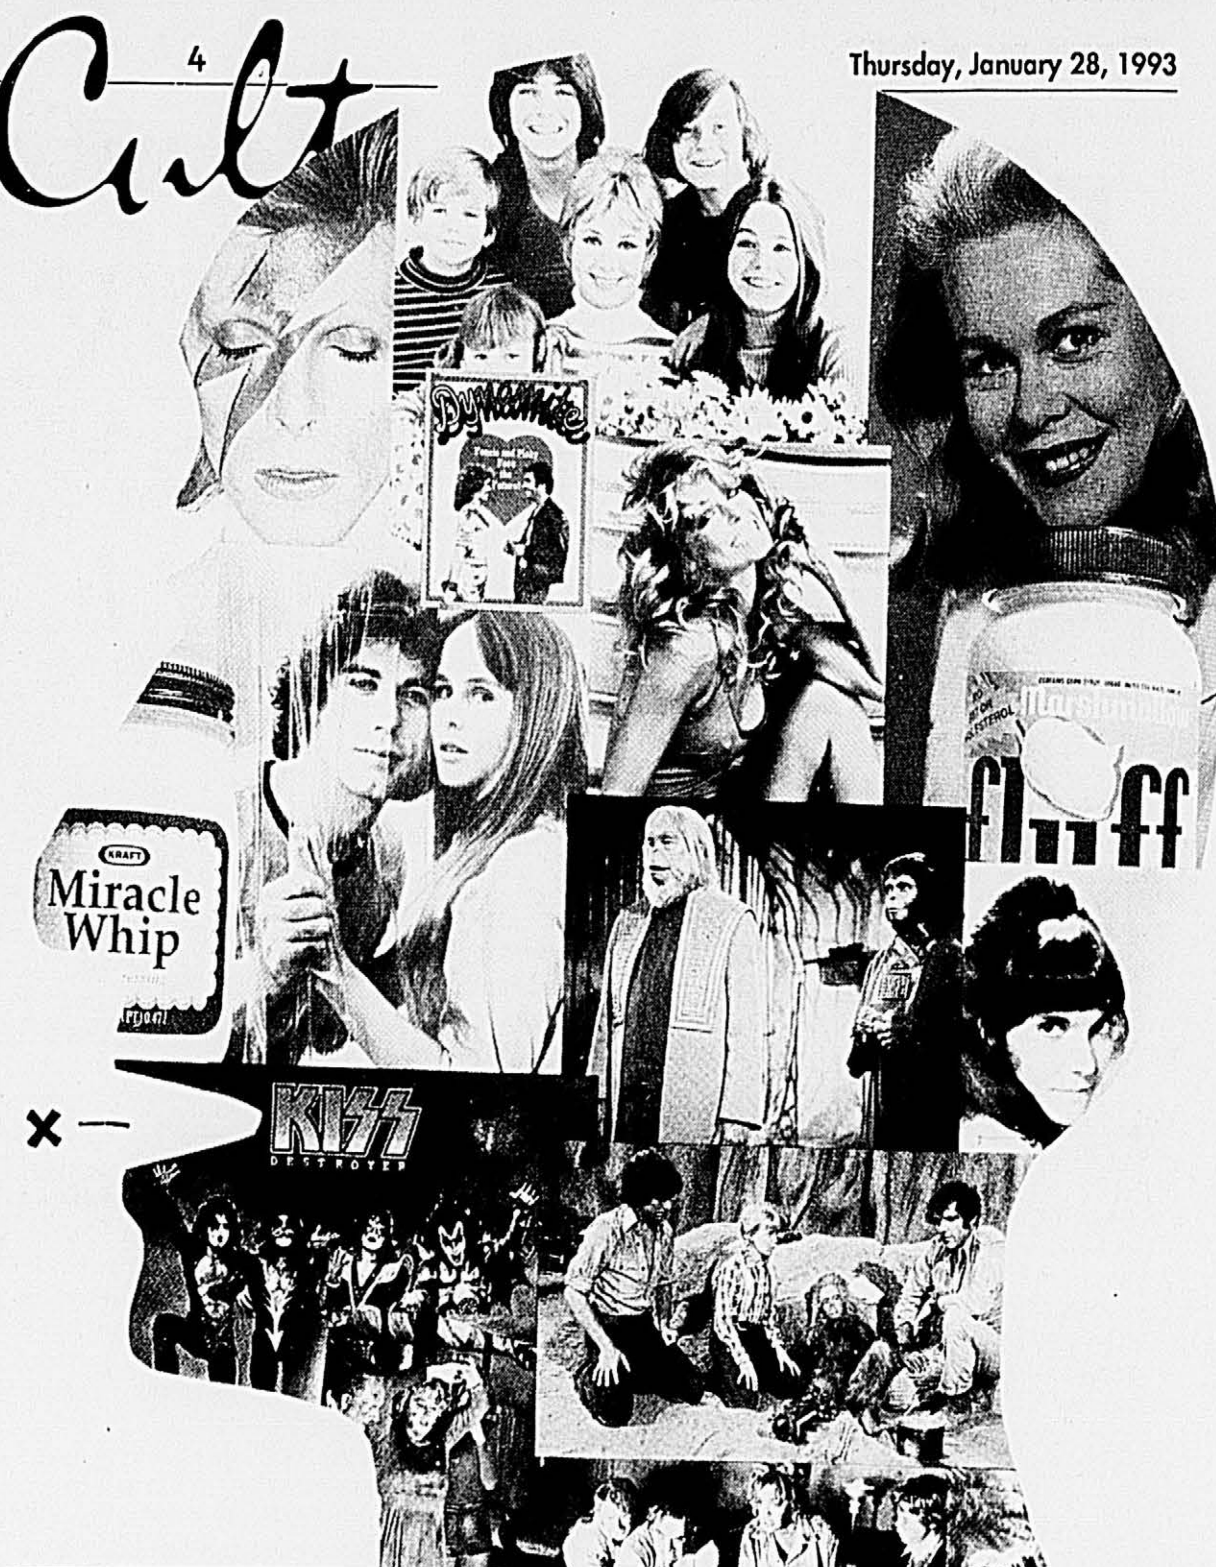 4
Thursday, January 28, 1993
Cult
Dynamite
Marshmallow
fluff
KRAFT
Miracle
Whip
x —
KISS
DESTROYER